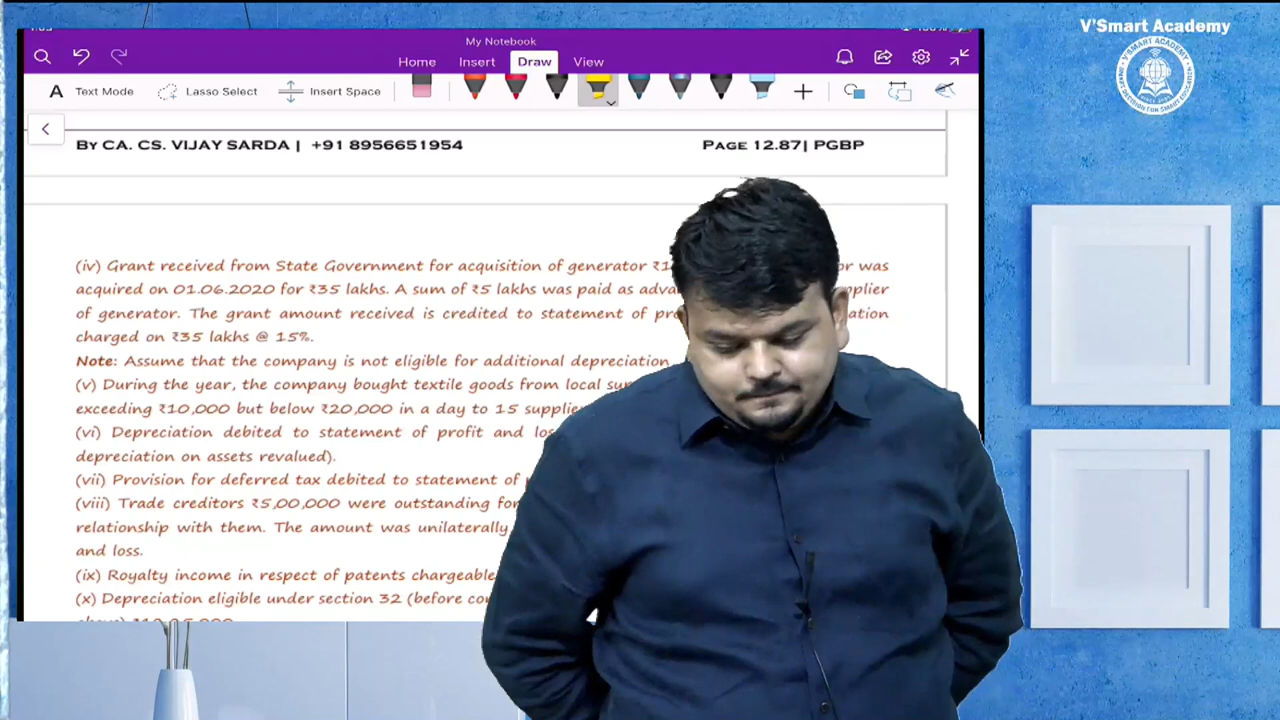 V'Smart Academy
My Notebook
Home Insert Draw View
Text Mode Lasso Select Insert Space
BY CA. CS. VIJAY SARDA | +91 8956651954 PAGE 12.87| PGBP
(iv) Grant received from State Government for acquisition of generator ₹1 was
acquired on 01.06.2020 for ₹35 lakhs. A sum of ₹5 lakhs was paid as
of generator. The grant amount received is credited to statement of
charged on ₹35 lakhs @ 15%.
Note: Assume that the company is not eligible for additional depreciation
(v) During the year, the company bought textile goods from local
exceeding ₹10,000 but below ₹20,000 in a day to 15
(vi) Depreciation debited to statement of profit and
depreciation on assets revalued).
(vii) Provision for deferred tax debited to statement of
(viii) Trade creditors ₹5,00,000 were outstanding
relationship with them. The amount was unilaterally
and loss.
(ix) Royalty income in respect of patents chargeable
(x) Depreciation eligible under section 32 (before